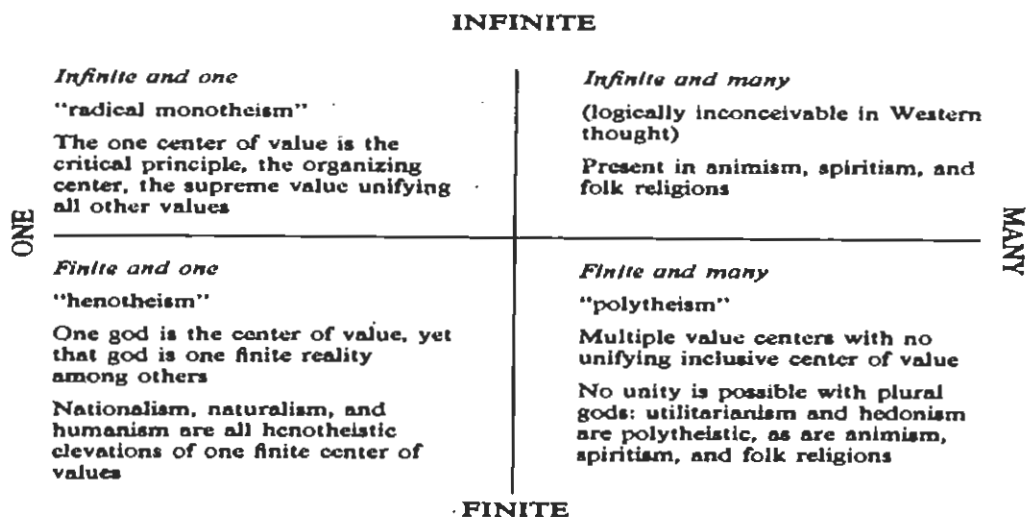 INFINITE
Infinite and one
"radical monotheism"
The one center of value is the
critical principle, the organizing
center, the supreme value unifying
all other values
Infinite and many
(logically inconceivable in Western
thought)
Present in animism, spiritism, and
folk religions
ONE
MANY
Finite and one
"henotheism"
One god is the center of value, yet
that god is one finite reality
among others
Nationalism, naturalism, and
humanism are all henotheistic
elevations of one finite center of
values
Finite and many
"polytheism"
Multiple value centers with no
unifying inclusive center of value
No unity is possible with plural
gods: utilitarianism and hedonism
are polytheistic, as are animism,
spiritism, and folk religions
FINITE